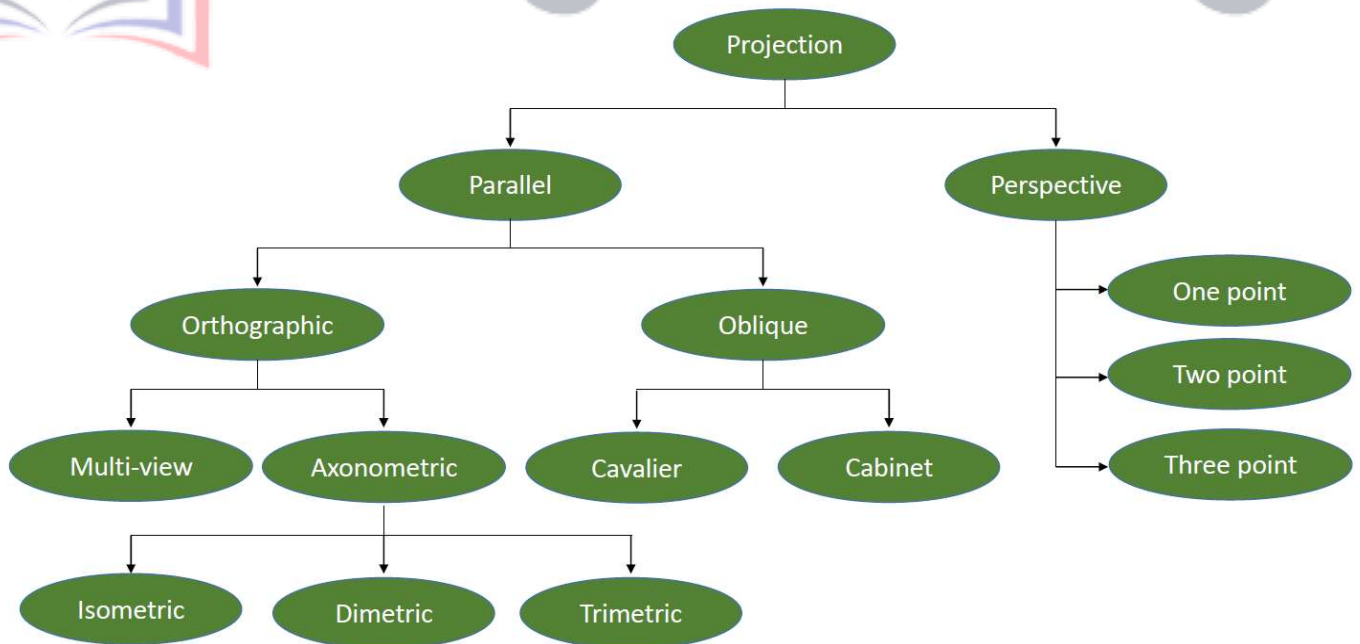 Projection
Parallel
Perspective
Orthographic
Oblique
One point
Two point
Multi-view
Axonometric
Cavalier
Cabinet
Three point
Isometric
Dimetric
Trimetric